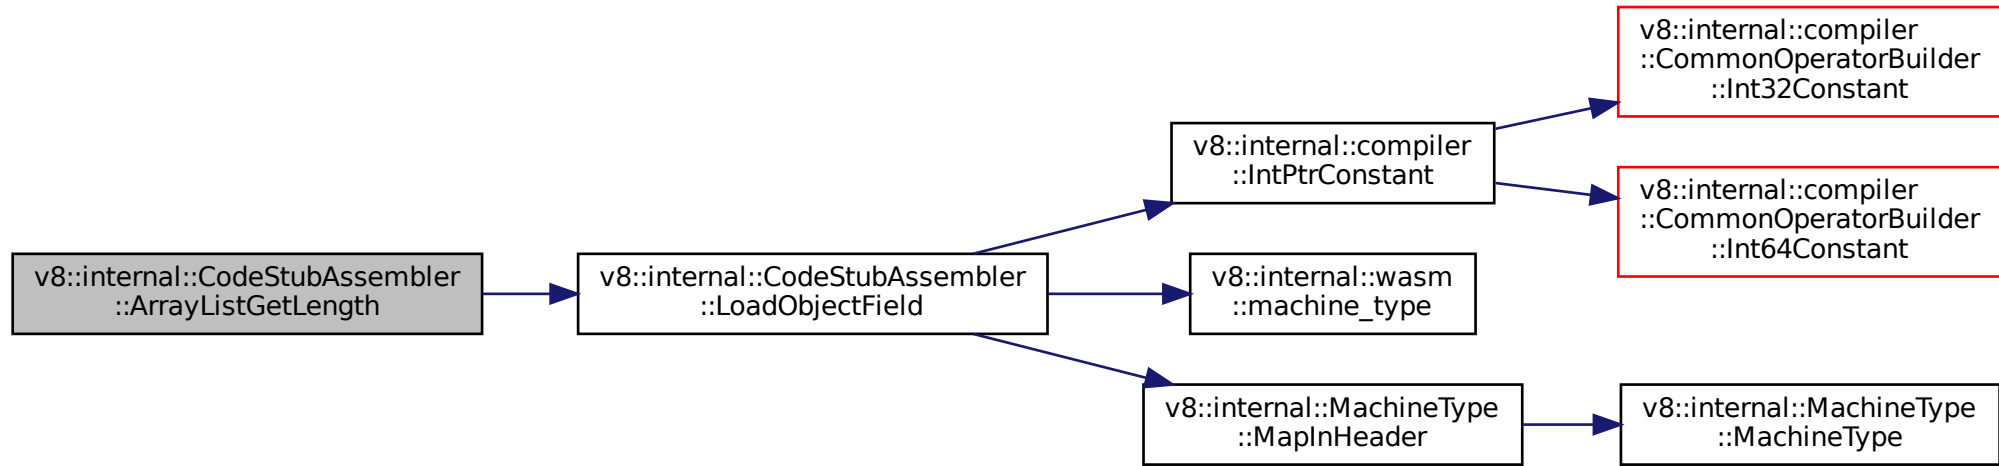 v8::internal::compiler
::CommonOperatorBuilder
::Int32Constant
v8::internal::compiler
::IntPtrConstant
v8::internal::compiler
::CommonOperatorBuilder
::Int64Constant
v8::internal::CodeStubAssembler
::ArrayListGetLength
v8::internal::CodeStubAssembler
::LoadObjectField
v8::internal::wasm
::machine_type
v8::internal::MachineType
::MapInHeader
v8::internal::MachineType
::MachineType